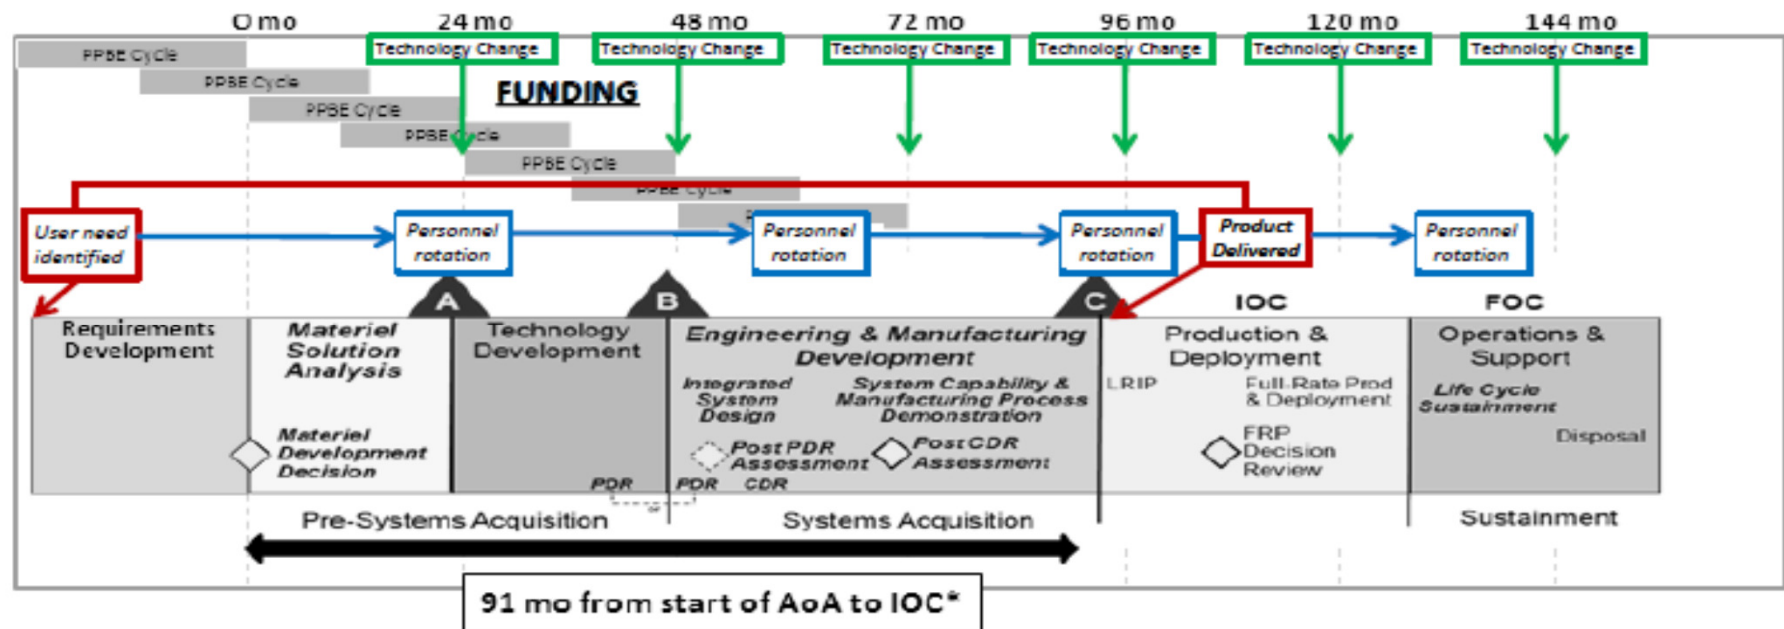 0 mo 24 mo 48 mo 72 mo 96 mo 120 mo 144 mo
Technology Change
Technology Change
Technology Change
Technology Change
Technology Change
Technology Change
PPBE Cycle
PPBE Cycle
PPBE Cycle
PPBE Cycle
PPBE Cycle
PPBE Cycle
FUNDING
User need
identified
Personnel
rotation
Personnel
rotation
Personnel
rotation
Product
Delivered
Personnel
rotation
A
B
C
IOC
FOC
Requirements
Development
Materiel
Solution
Analysis
Materiel
Development
Decision
Technology
Development
PDR
Engineering & Manufacturing
Development
Integrated
System
Design
System Capability &
Manufacturing Process
Demonstration
Post PDR
Assessment
Post CDR
Assessment
PDR CDR
or
Production &
Deployment
LRIP
Full-Rate Prod
& Deployment
FRP
Decision
Review
Operations &
Support
Life Cycle
Sustainment
Disposal
Pre-Systems Acquisition
Systems Acquisition
Sustainment
91 mo from start of AoA to IOC*